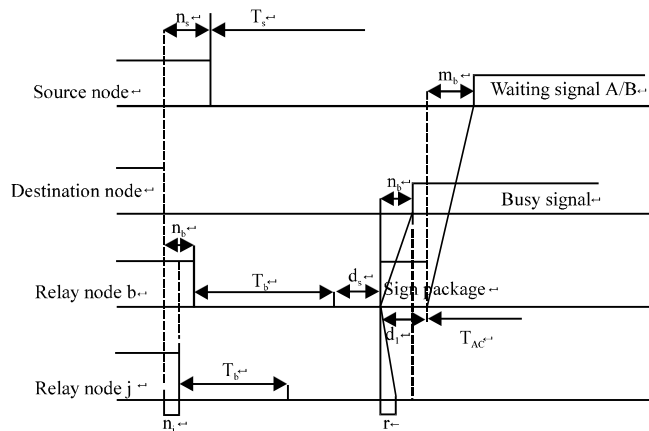 n_s↵ T_s↵
m_b↵
Source node↵ Waiting signal A/B↵
Destination node↵ n_b↵ Busy signal↵
n_b↵
Relay node b↵ T_b↵ d_s↵ Sign package↵
d_1↵ T_AC↵
Relay node j↵ T_b↵
n_j r↵